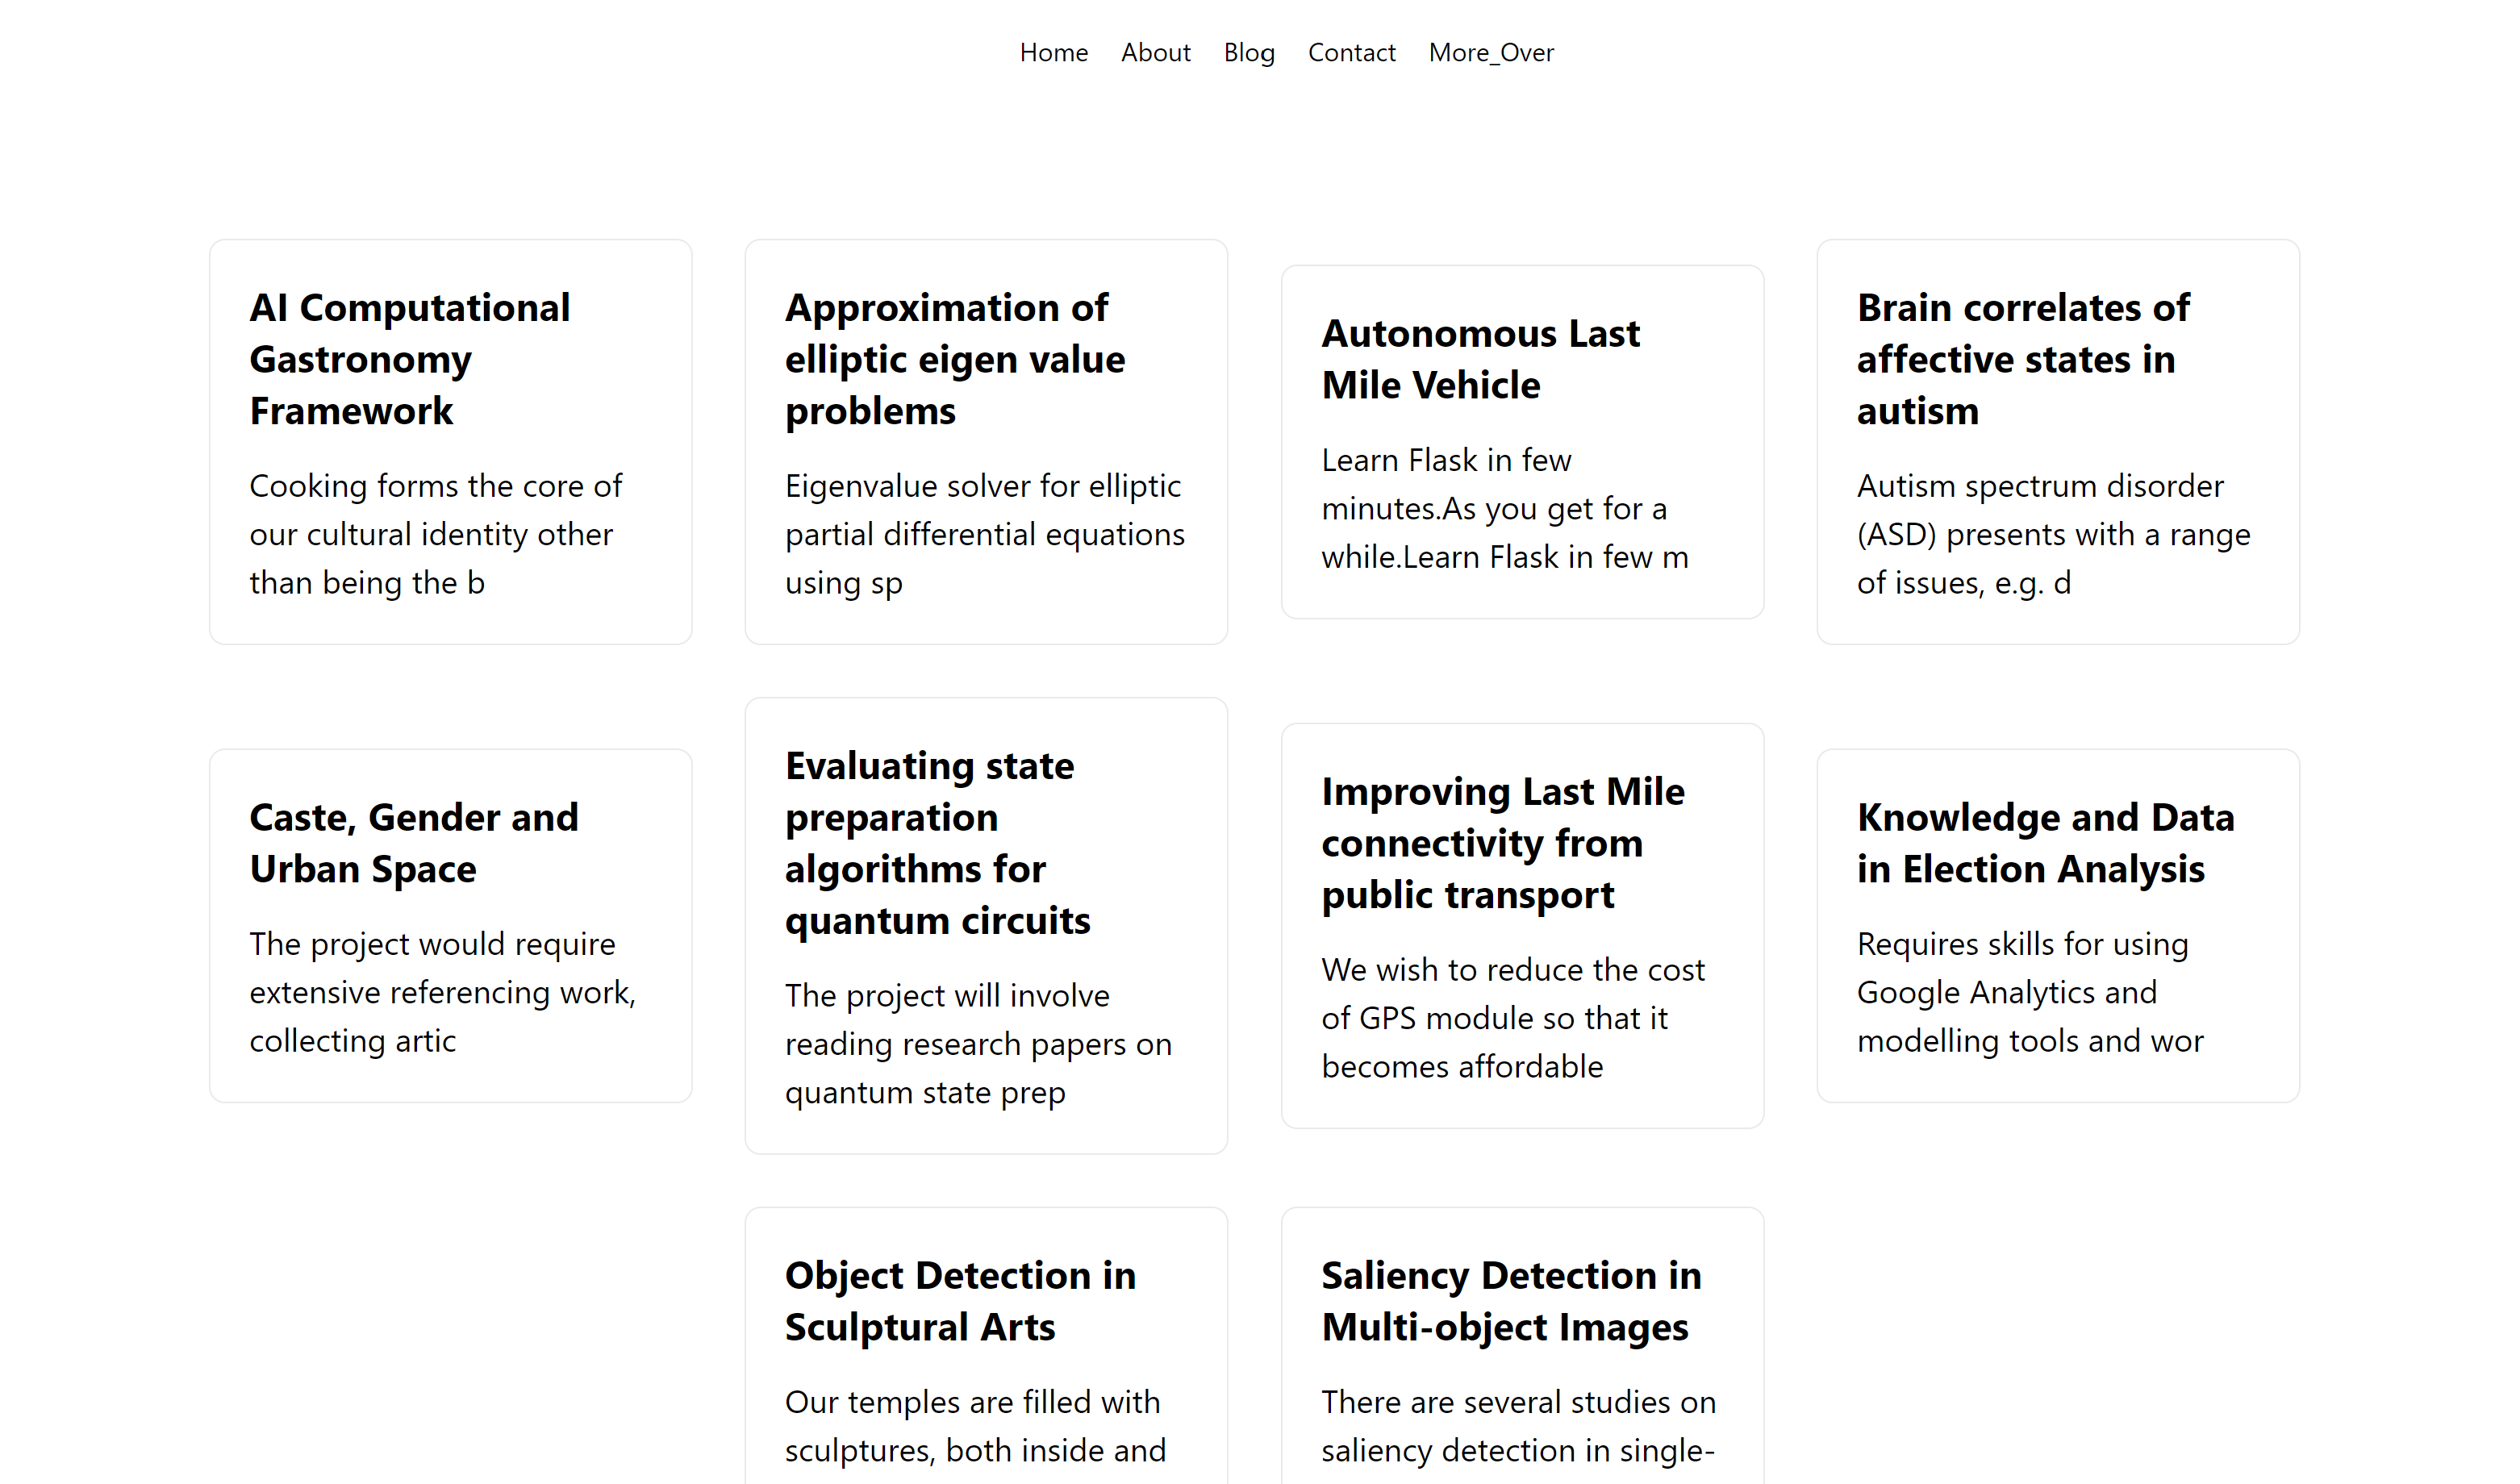 Home About Blog Contact More_Over
AI Computational
Gastronomy
Framework
Cooking forms the core of
our cultural identity other
than being the b
Approximation of
elliptic eigen value
problems
Eigenvalue solver for elliptic
partial differential equations
using sp
Autonomous Last
Mile Vehicle
Learn Flask in few
minutes.As you get for a
while.Learn Flask in few m
Brain correlates of
affective states in
autism
Autism spectrum disorder
(ASD) presents with a range
of issues, e.g. d
Caste, Gender and
Urban Space
The project would require
extensive referencing work,
collecting artic
Evaluating state
preparation
algorithms for
quantum circuits
The project will involve
reading research papers on
quantum state prep
Improving Last Mile
connectivity from
public transport
We wish to reduce the cost
of GPS module so that it
becomes affordable
Knowledge and Data
in Election Analysis
Requires skills for using
Google Analytics and
modelling tools and wor
Object Detection in
Sculptural Arts
Our temples are filled with
sculptures, both inside and
Saliency Detection in
Multi-object Images
There are several studies on
saliency detection in single-